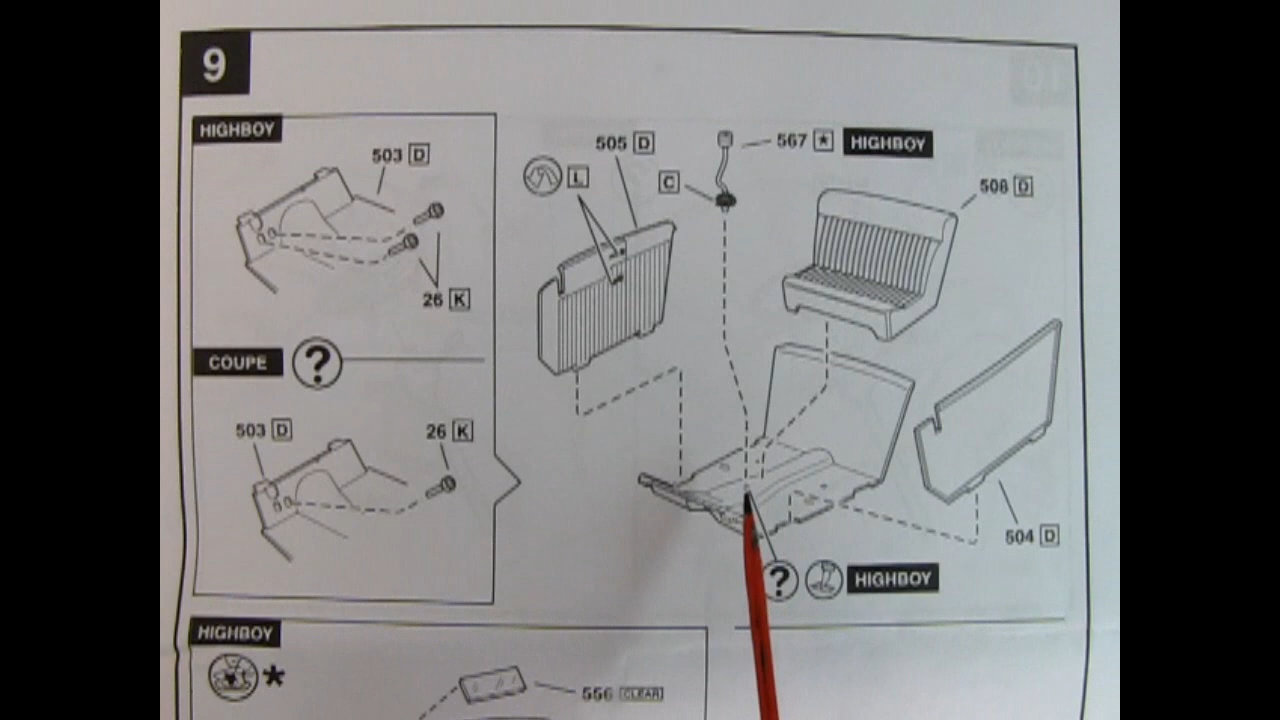 9
HIGHBOY
503 D
26 K
COUPE ?
503 D
26 K
505 D
L
C
567 ★ HIGHBOY
508 D
504 D
? HIGHBOY
HIGHBOY
*
556 CLEAR